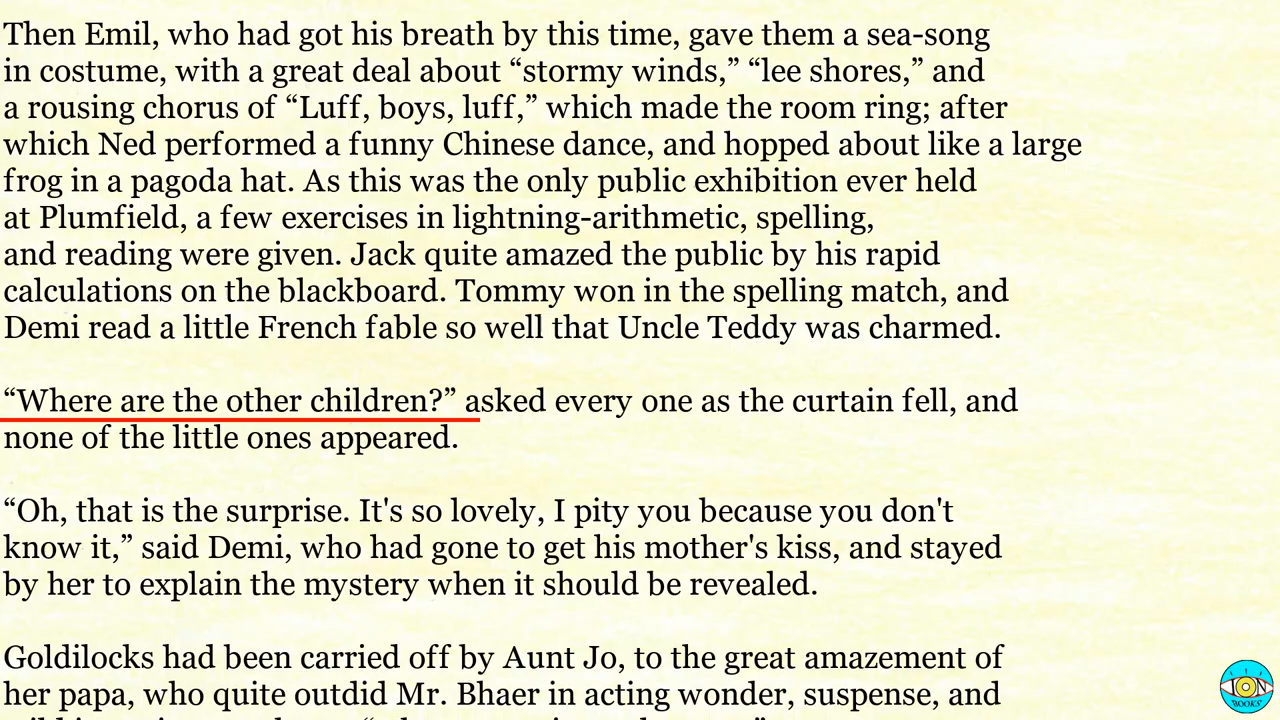 Then Emil, who had got his breath by this time, gave them a sea-song
in costume, with a great deal about “stormy winds,” “lee shores,” and
a rousing chorus of “Luff, boys, luff,” which made the room ring; after
which Ned performed a funny Chinese dance, and hopped about like a large
frog in a pagoda hat. As this was the only public exhibition ever held
at Plumfield, a few exercises in lightning-arithmetic, spelling,
and reading were given. Jack quite amazed the public by his rapid
calculations on the blackboard. Tommy won in the spelling match, and
Demi read a little French fable so well that Uncle Teddy was charmed.
“Where are the other children?” asked every one as the curtain fell, and
none of the little ones appeared.
“Oh, that is the surprise. It's so lovely, I pity you because you don't
know it,” said Demi, who had gone to get his mother's kiss, and stayed
by her to explain the mystery when it should be revealed.
Goldilocks had been carried off by Aunt Jo, to the great amazement of
her papa, who quite outdid Mr. Bhaer in acting wonder, suspense, and
ION
BOOKS